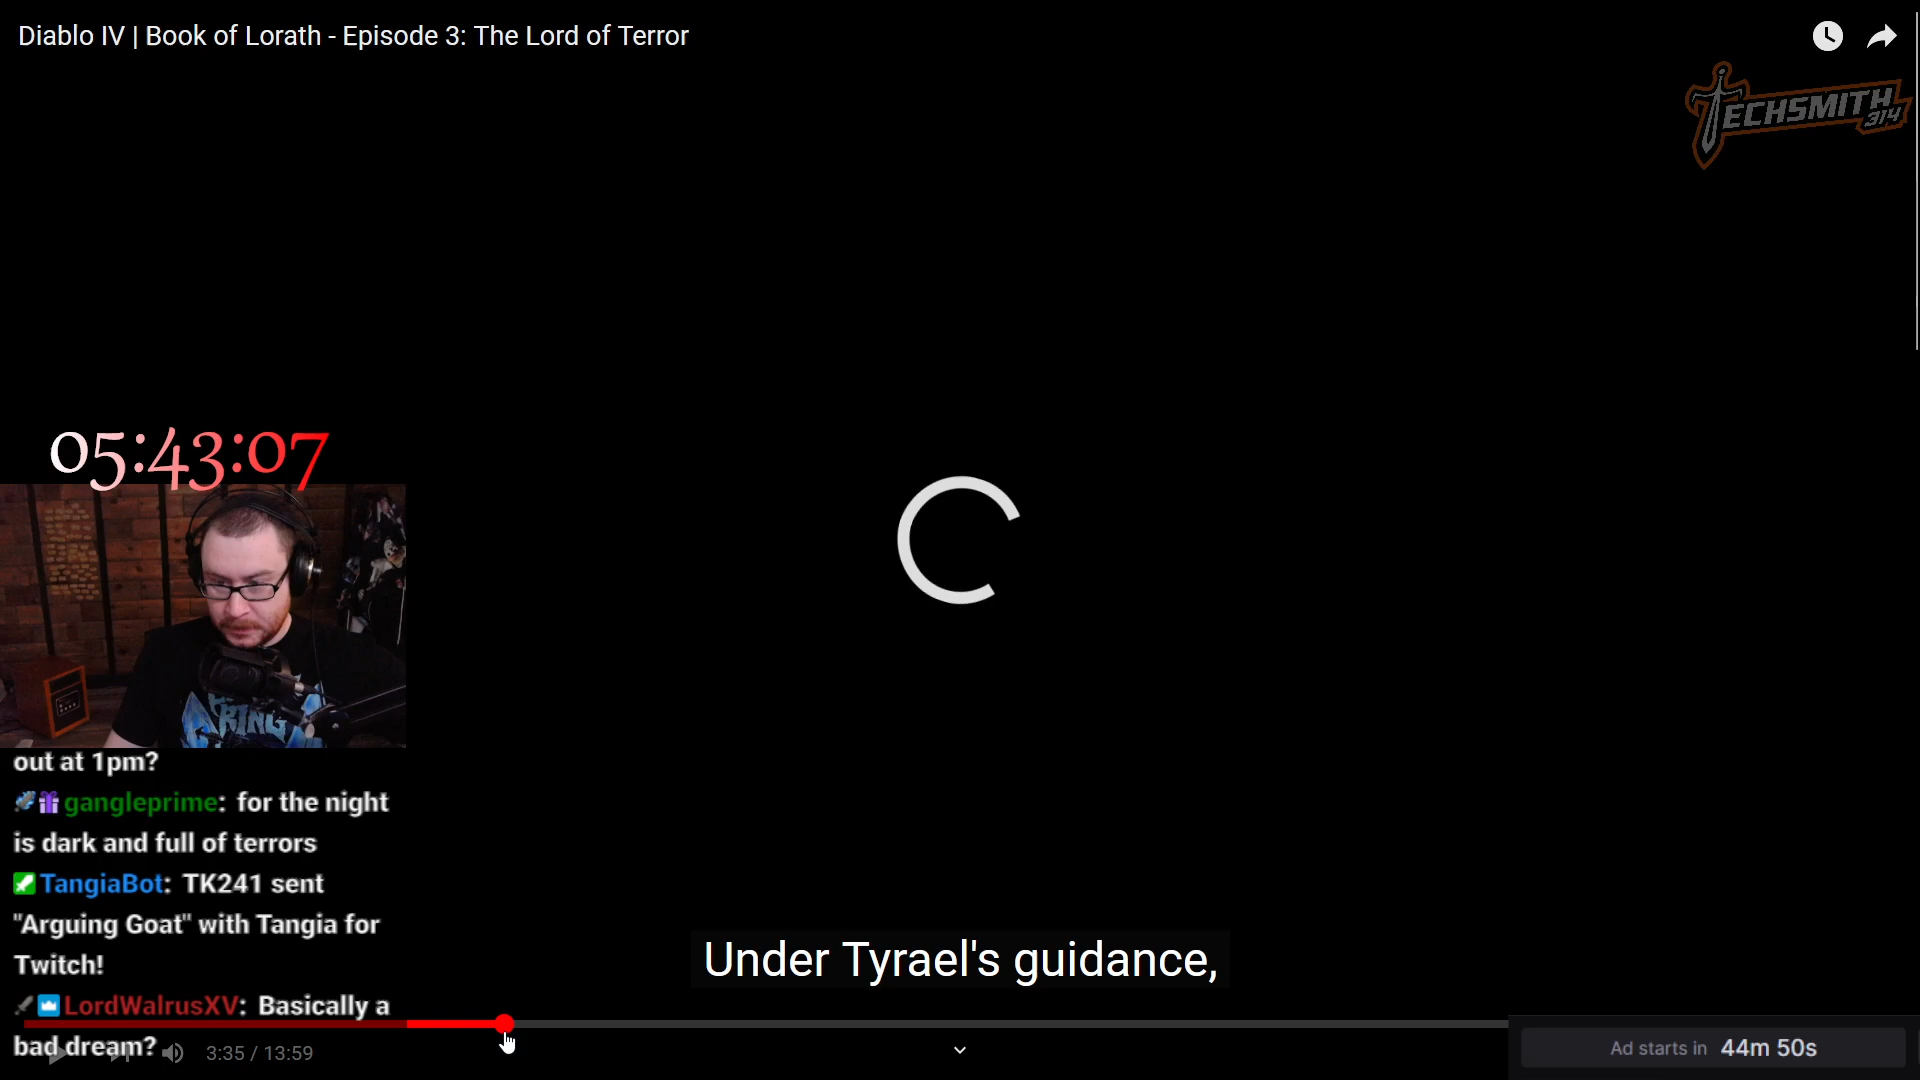 Diablo IV | Book of Lorath - Episode 3: The Lord of Terror
TECHSMITH
314
05:43:07
RING
out at 1pm?
gangleprime: for the night
is dark and full of terrors
TangiaBot: TK241 sent
"Arguing Goat" with Tangia for
Twitch!
LordWalrusXV: Basically a
bad dream?
Under Tyrael's guidance,
3:35 / 13:59
Ad starts in 44m 50s